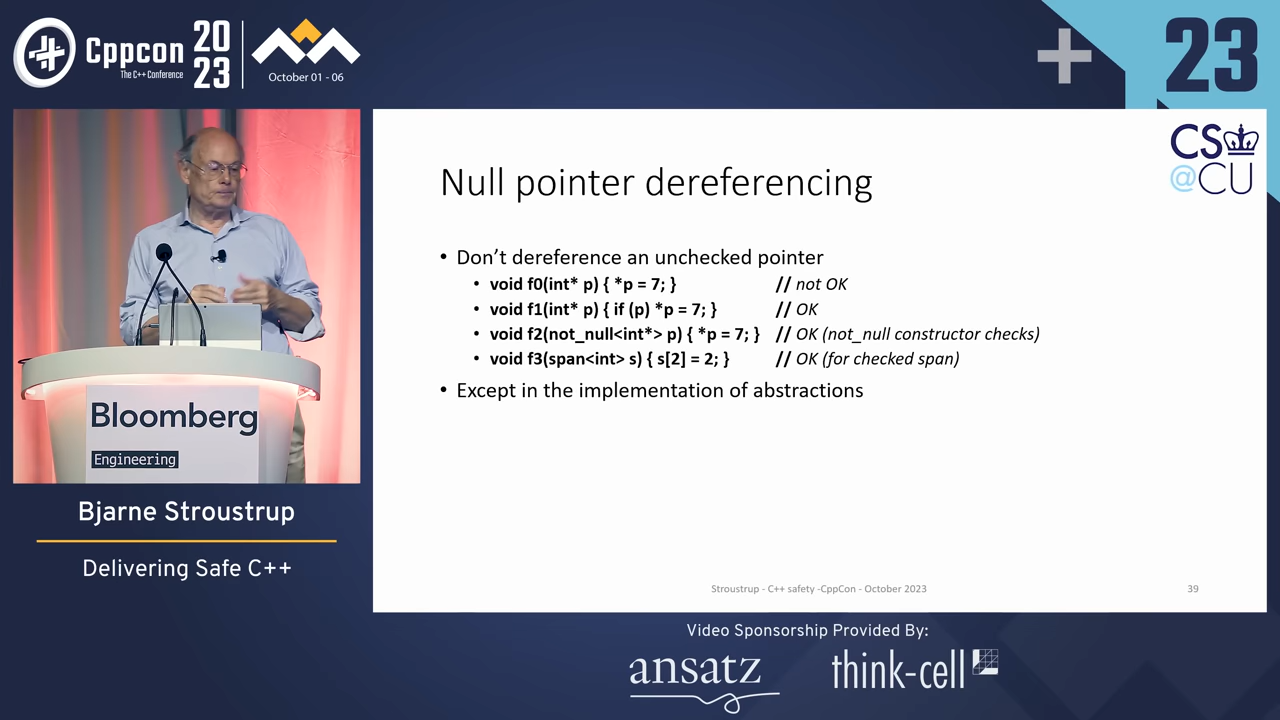 Cppcon
The C++ Conference
20
23
October 01 - 06
+ 23
CS
@CU
Null pointer dereferencing
• Don’t dereference an unchecked pointer
• void f0(int* p) { *p = 7; } // not OK
• void f1(int* p) { if (p) *p = 7; } // OK
• void f2(not_null<int*> p) { *p = 7; } // OK (not_null constructor checks)
• void f3(span<int> s) { s[2] = 2; } // OK (for checked span)
• Except in the implementation of abstractions
Stroustrup - C++ safety -CppCon - October 2023 39
Bloomberg
Engineering
Bjarne Stroustrup
Delivering Safe C++
Video Sponsorship Provided By:
ansatz think-cell